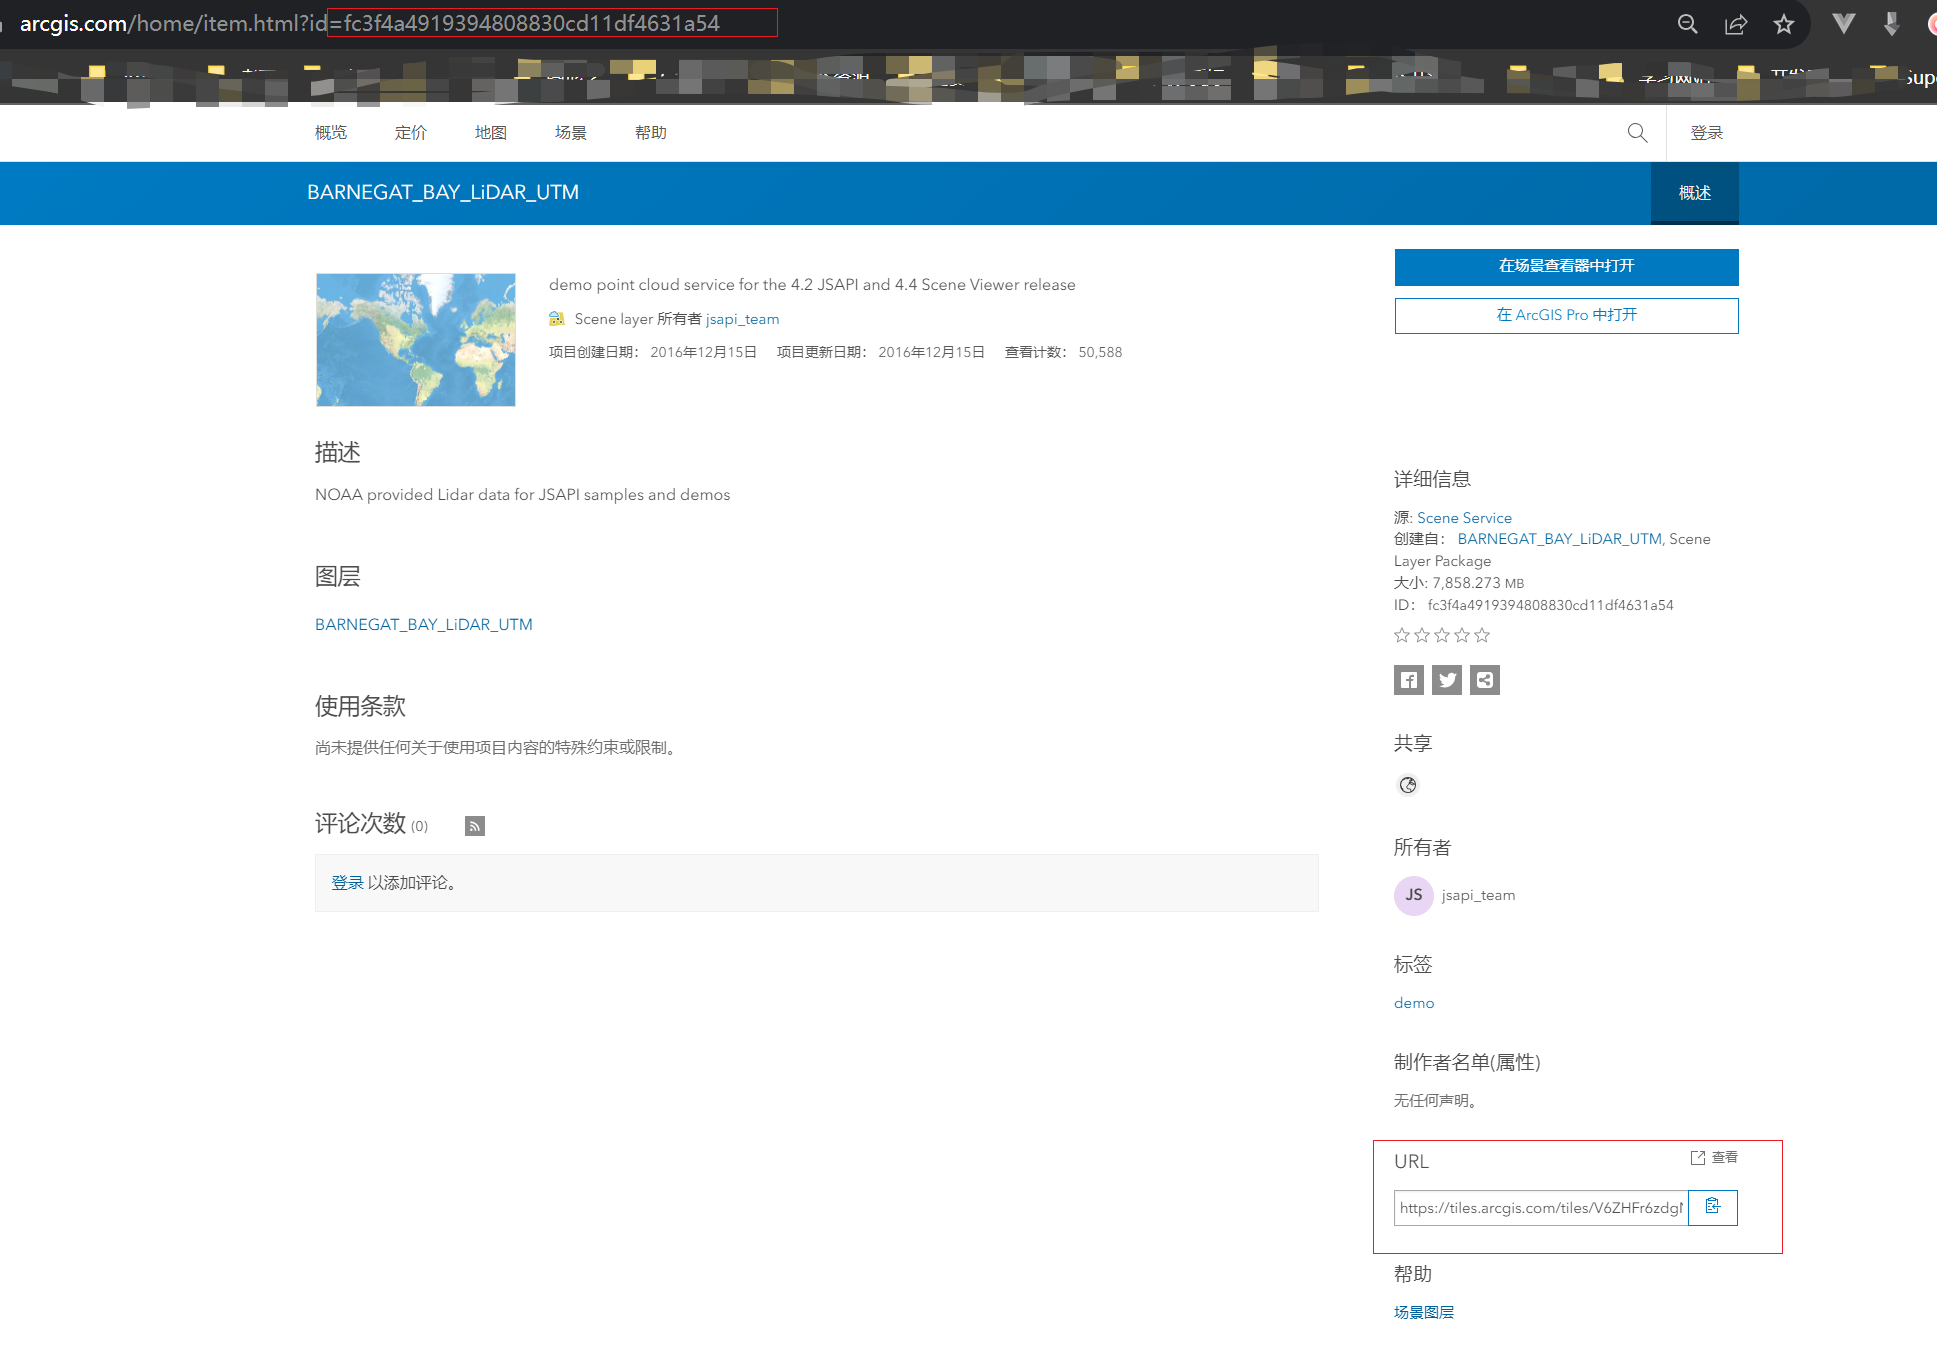 arcgis.com/home/item.html?id=fc3f4a4919394808830cd11df4631a54
概览 定价 地图 场景 帮助 登录
BARNEGAT_BAY_LiDAR_UTM 概述
demo point cloud service for the 4.2 JSAPI and 4.4 Scene Viewer release
Scene layer 所有者 jsapi_team
项目创建日期： 2016年12月15日 项目更新日期： 2016年12月15日 查看计数： 50,588
在场景查看器中打开
在 ArcGIS Pro 中打开
描述
NOAA provided Lidar data for JSAPI samples and demos
图层
BARNEGAT_BAY_LiDAR_UTM
使用条款
尚未提供任何关于使用项目内容的特殊约束或限制。
评论次数 (0)
登录 以添加评论。
详细信息
源: Scene Service
创建自： BARNEGAT_BAY_LiDAR_UTM, Scene
Layer Package
大小: 7,858.273 MB
ID： fc3f4a4919394808830cd11df4631a54
共享
所有者
JS jsapi_team
标签
demo
制作者名单(属性)
无任何声明。
URL 查看
https://tiles.arcgis.com/tiles/V6ZHFr6zdg
帮助
场景图层